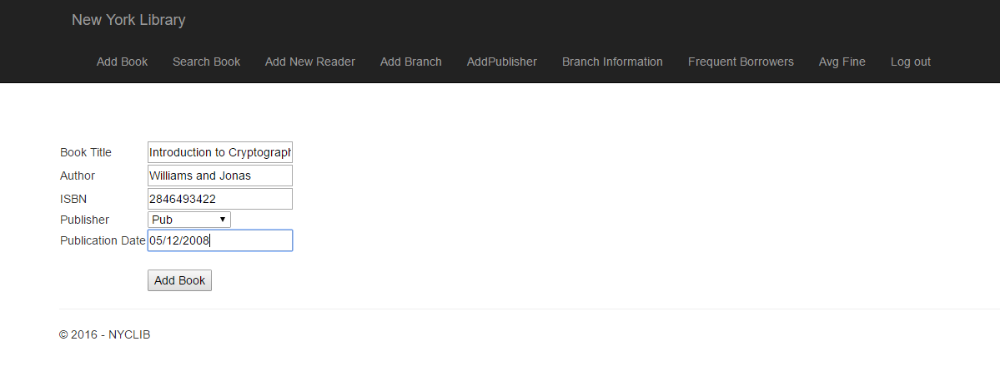 New York Library
Add Book Search Book Add New Reader Add Branch AddPublisher Branch Information Frequent Borrowers Avg Fine Log out
Book Title Introduction to Cryptograph
Author Williams and Jonas
ISBN 2846493422
Publisher Pub
Publication Date 05/12/2008
Add Book
© 2016 - NYCLIB